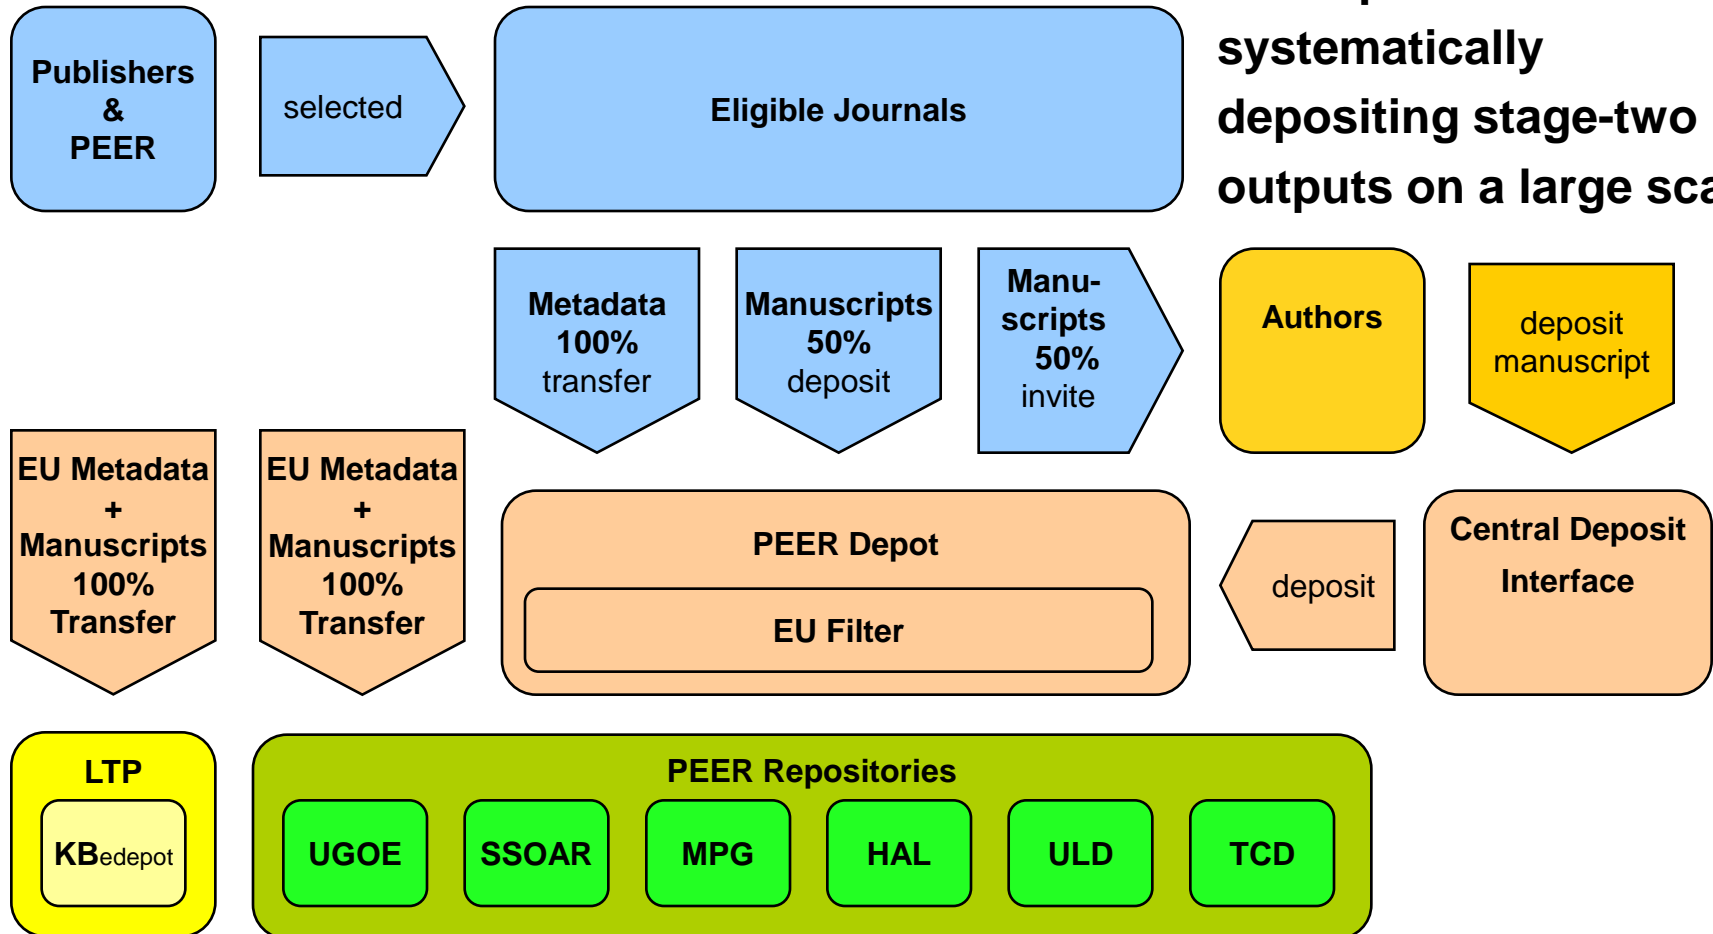 systematically
depositing stage-two
outputs on a large
Publishers
&
PEER
selected
Eligible Journals
Metadata
100%
transfer
Manuscripts
50%
deposit
Manu-
scripts
50%
invite
Authors
deposit
manuscript
EU Metadata
+
Manuscripts
100%
Transfer
EU Metadata
+
Manuscripts
100%
Transfer
PEER Depot
EU Filter
deposit
Central Deposit
Interface
LTP
KBedepot
PEER Repositories
UGOE
SSOAR
MPG
HAL
ULD
TCD